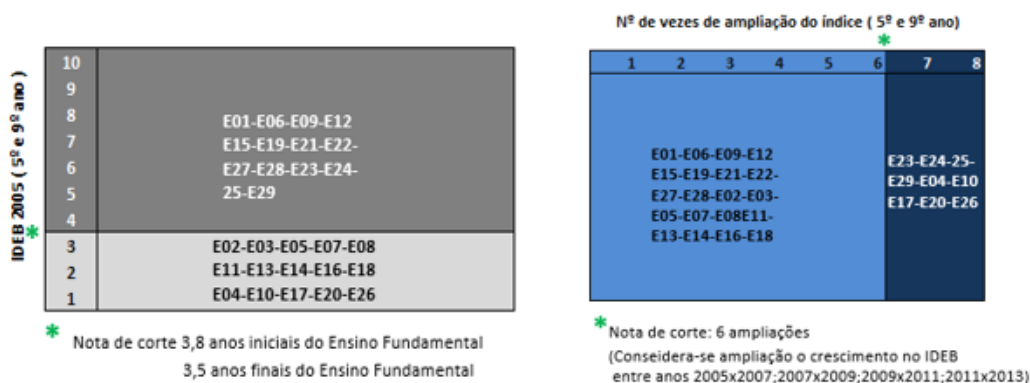 IDEB 2005 ( 5º e 9º ano )
10
9
8
7
6
5
4
3
2
1
E01-E06-E09-E12
E15-E19-E21-E22-
E27-E28-E23-E24-
25-E29
E02-E03-E05-E07-E08
E11-E13-E14-E16-E18
E04-E10-E17-E20-E26
* Nota de corte 3,8 anos iniciais do Ensino Fundamental
3,5 anos finais do Ensino Fundamental
Nº de vezes de ampliação do índice ( 5º e 9º ano)
1 2 3 4 5 6 7 8
E01-E06-E09-E12
E15-E19-E21-E22-
E27-E28-E02-E03-
E05-E07-E08E11-
E13-E14-E16-E18
E23-E24-25-
E29-E04-E10
E17-E20-E26
*Nota de corte: 6 ampliações
(Conseidera-se ampliação o crescimento no IDEB
entre anos 2005x2007;2007x2009;2009x2011;2011x2013)